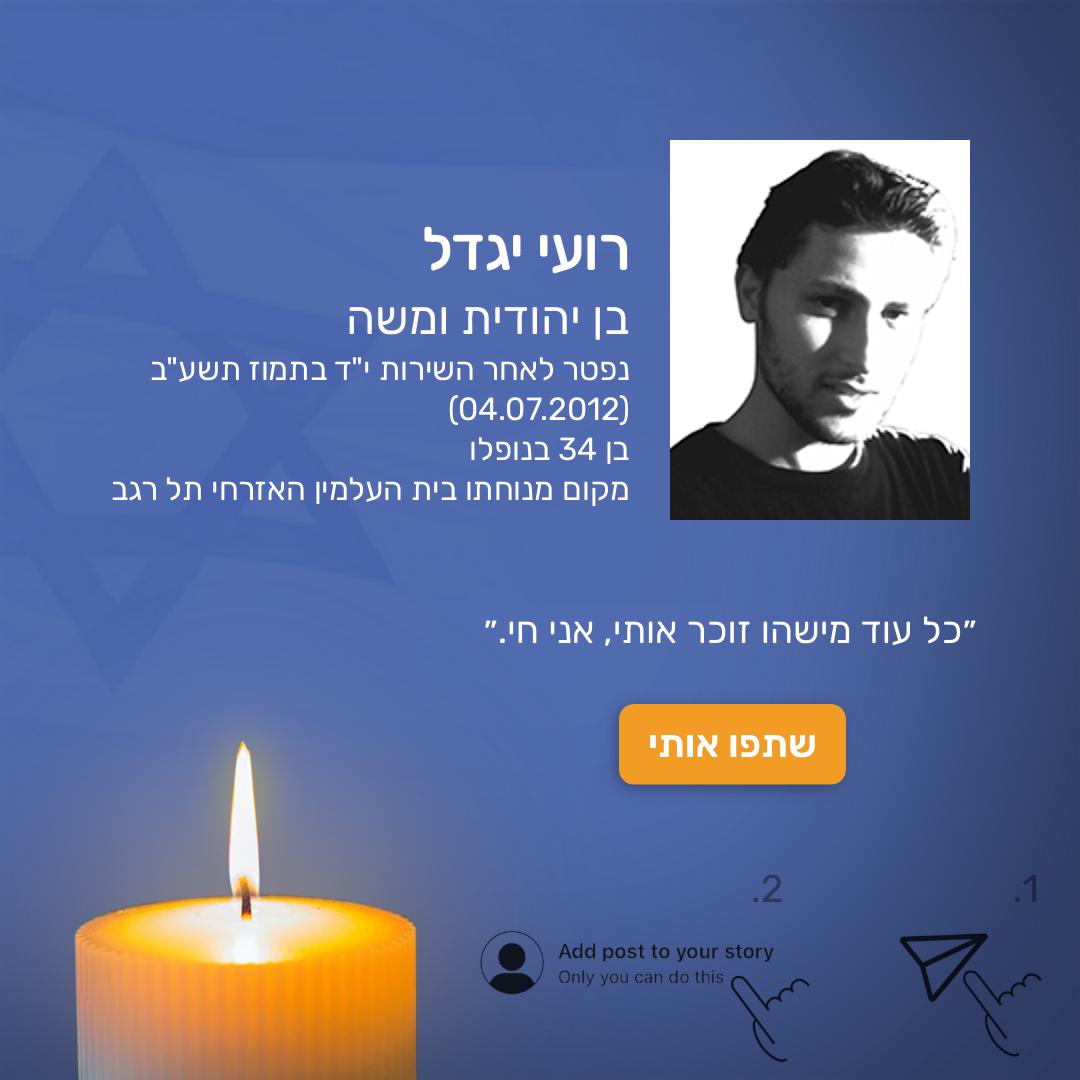 רועי יגדל
בן יהודית ומשה
נפטר לאחר השירות י"ד בתמוז תשע"ב
(04.07.2012)
בן 34 בנופלו
מקום מנוחתו בית העלמין האזרחי תל רגב
״כל עוד מישהו זוכר אותי, אני חי.״
שתפו אותי
1.
2.
Add post to your story
Only you can do this